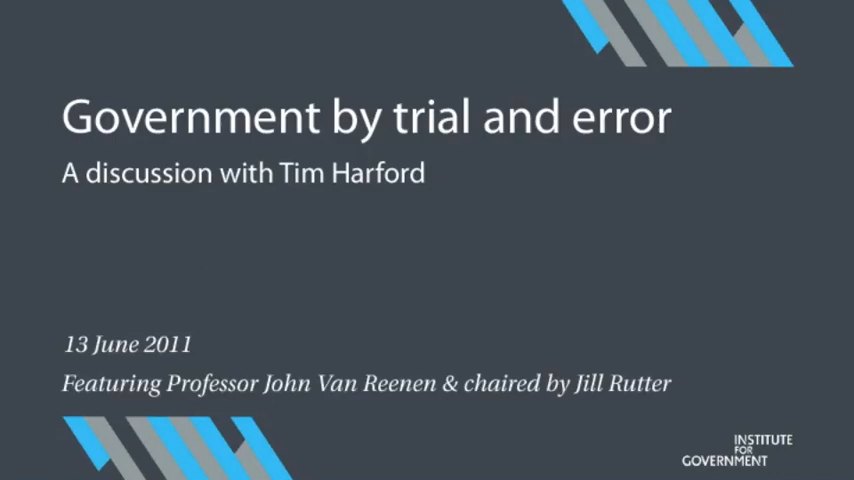 Government by trial and error
A discussion with Tim Harford
13 June 2011
Featuring Professor John Van Reenen & chaired by Jill Rutter
INSTITUTE
FOR
GOVERNMENT